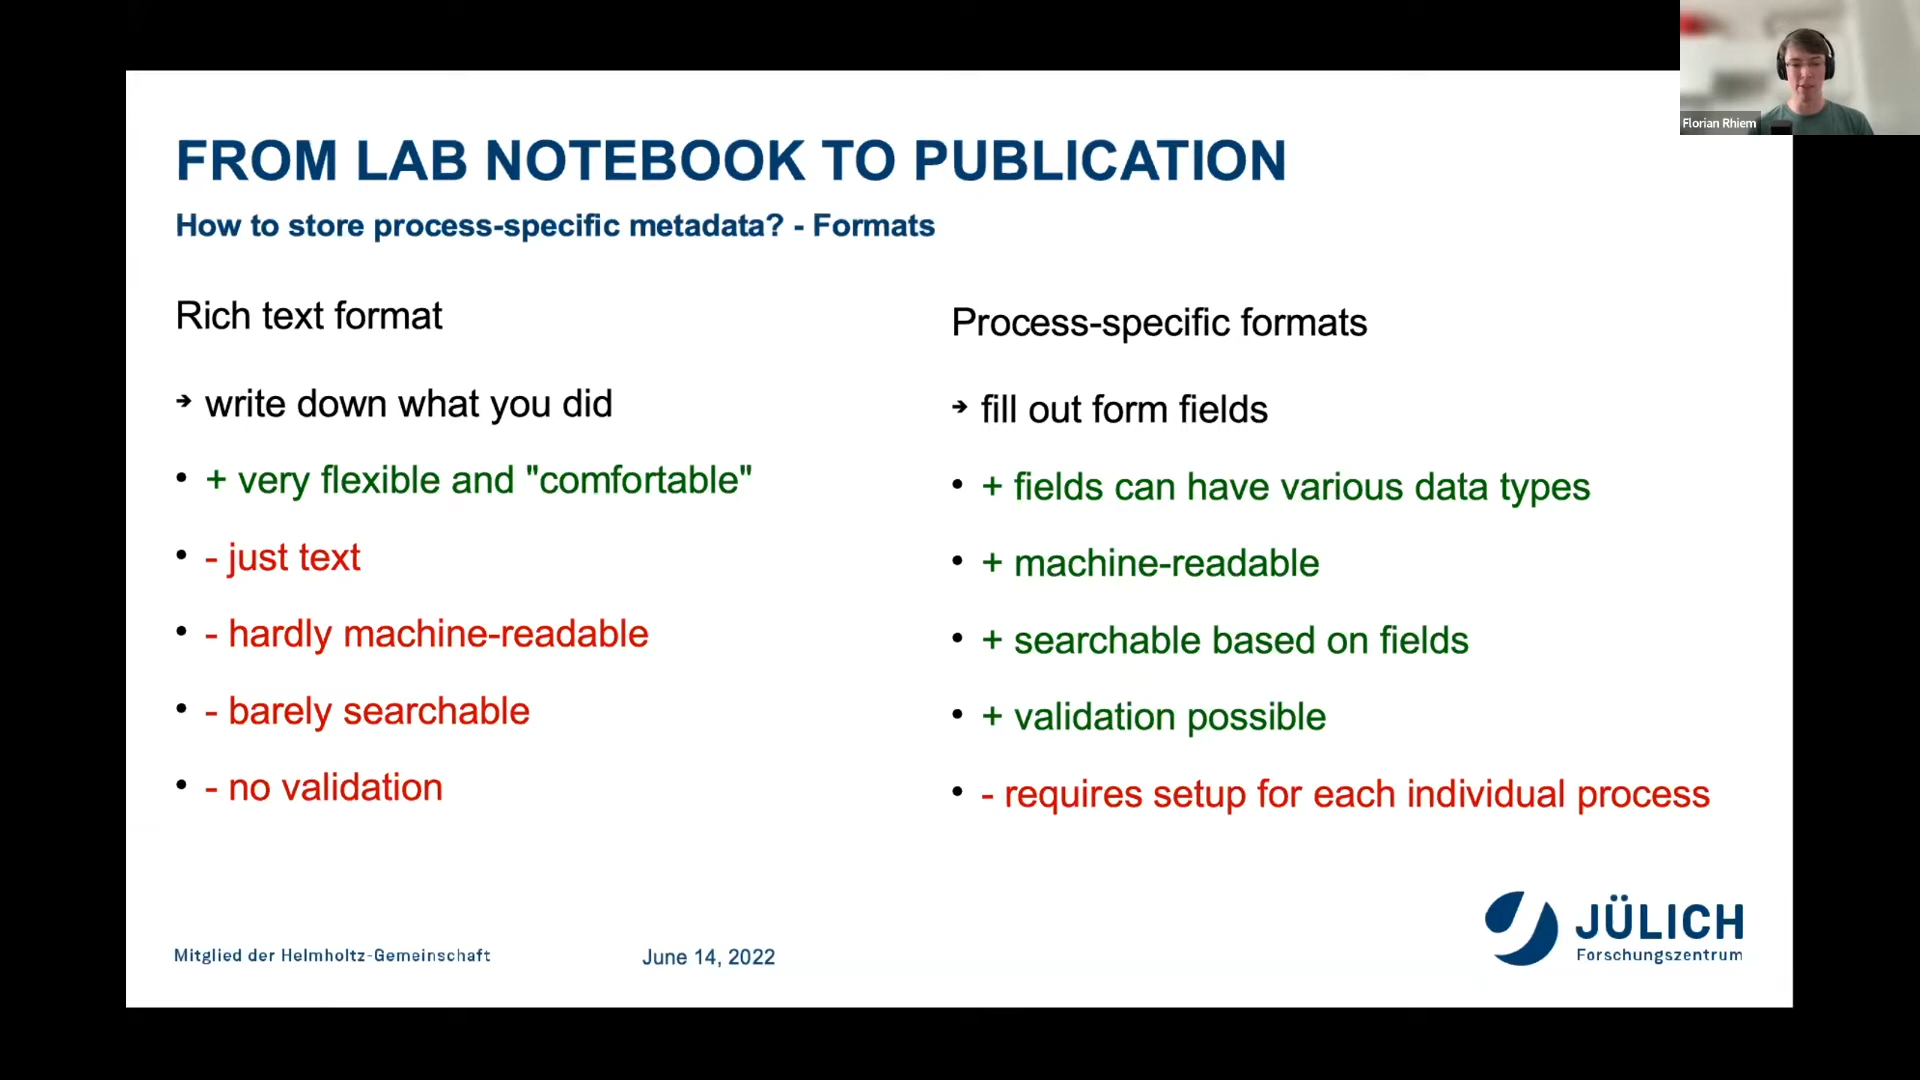 FROM LAB NOTEBOOK TO PUBLICATION
How to store process-specific metadata? - Formats
Rich text format
➔ write down what you did
• + very flexible and "comfortable"
• - just text
• - hardly machine-readable
• - barely searchable
• - no validation
Process-specific formats
➔ fill out form fields
• + fields can have various data types
• + machine-readable
• + searchable based on fields
• + validation possible
• - requires setup for each individual process
Mitglied der Helmholtz-Gemeinschaft
June 14, 2022
JÜLICH
Forschungszentrum
Florian Rhiem